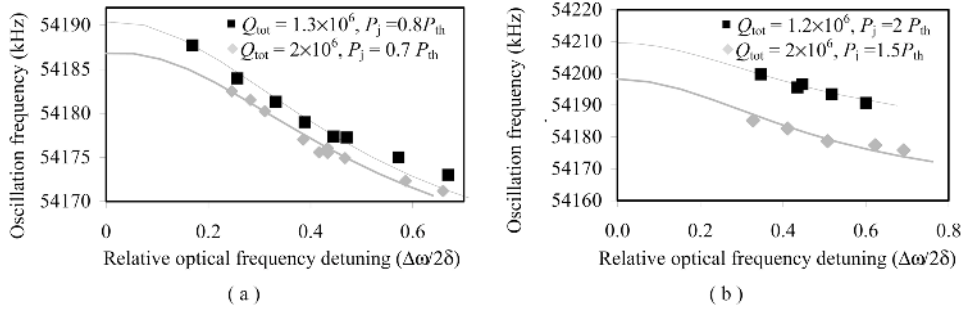 Oscillation frequency (kHz)
54190
54185
54180
54175
54170
0.0 0.2 0.4 0.6
Q_tot = 1.3×10^6, P_j = 0.8P_th
Q_tot = 2×10^6, P_j = 0.7 P_th
Relative optical frequency detuning (Δω/2δ)
( a )
Oscillation frequency (kHz)
54220
54210
54200
54190
54180
54170
54160
0.0 0.2 0.4 0.6 0.8
Q_tot = 1.2×10^6, P_j = 2 P_th
Q_tot = 2×10^6, P_j = 1.5P_th
Relative optical frequency detuning (Δω/2δ)
( b )